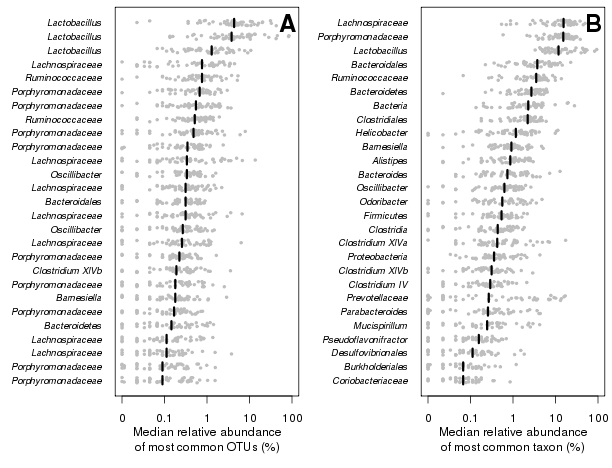 A
Lactobacillus
Lactobacillus
Lactobacillus
Lachnospiraceae
Ruminococcaceae
Porphyromonadaceae
Porphyromonadaceae
Ruminococcaceae
Porphyromonadaceae
Porphyromonadaceae
Lachnospiraceae
Oscillibacter
Lachnospiraceae
Bacteroidales
Lachnospiraceae
Oscillibacter
Lachnospiraceae
Porphyromonadaceae
Clostridium XIVb
Porphyromonadaceae
Barnesiella
Porphyromonadaceae
Bacteroidetes
Lachnospiraceae
Lachnospiraceae
Porphyromonadaceae
Porphyromonadaceae
0 0.1 1 10 100
Median relative abundance
of most common OTUs (%)
B
Lachnospiraceae
Porphyromonadaceae
Lactobacillus
Bacteroidales
Ruminococcaceae
Bacteroidetes
Bacteria
Clostridiales
Helicobacter
Barnesiella
Alistipes
Bacteroides
Oscillibacter
Odoribacter
Firmicutes
Clostridia
Clostridium XIVa
Proteobacteria
Clostridium XIVb
Clostridium IV
Prevotellaceae
Parabacteroides
Mucispirillum
Pseudoflavonifractor
Desulfovibrionales
Burkholderiales
Coriobacteriaceae
0 0.1 1 10 100
Median relative abundance
of most common taxon (%)